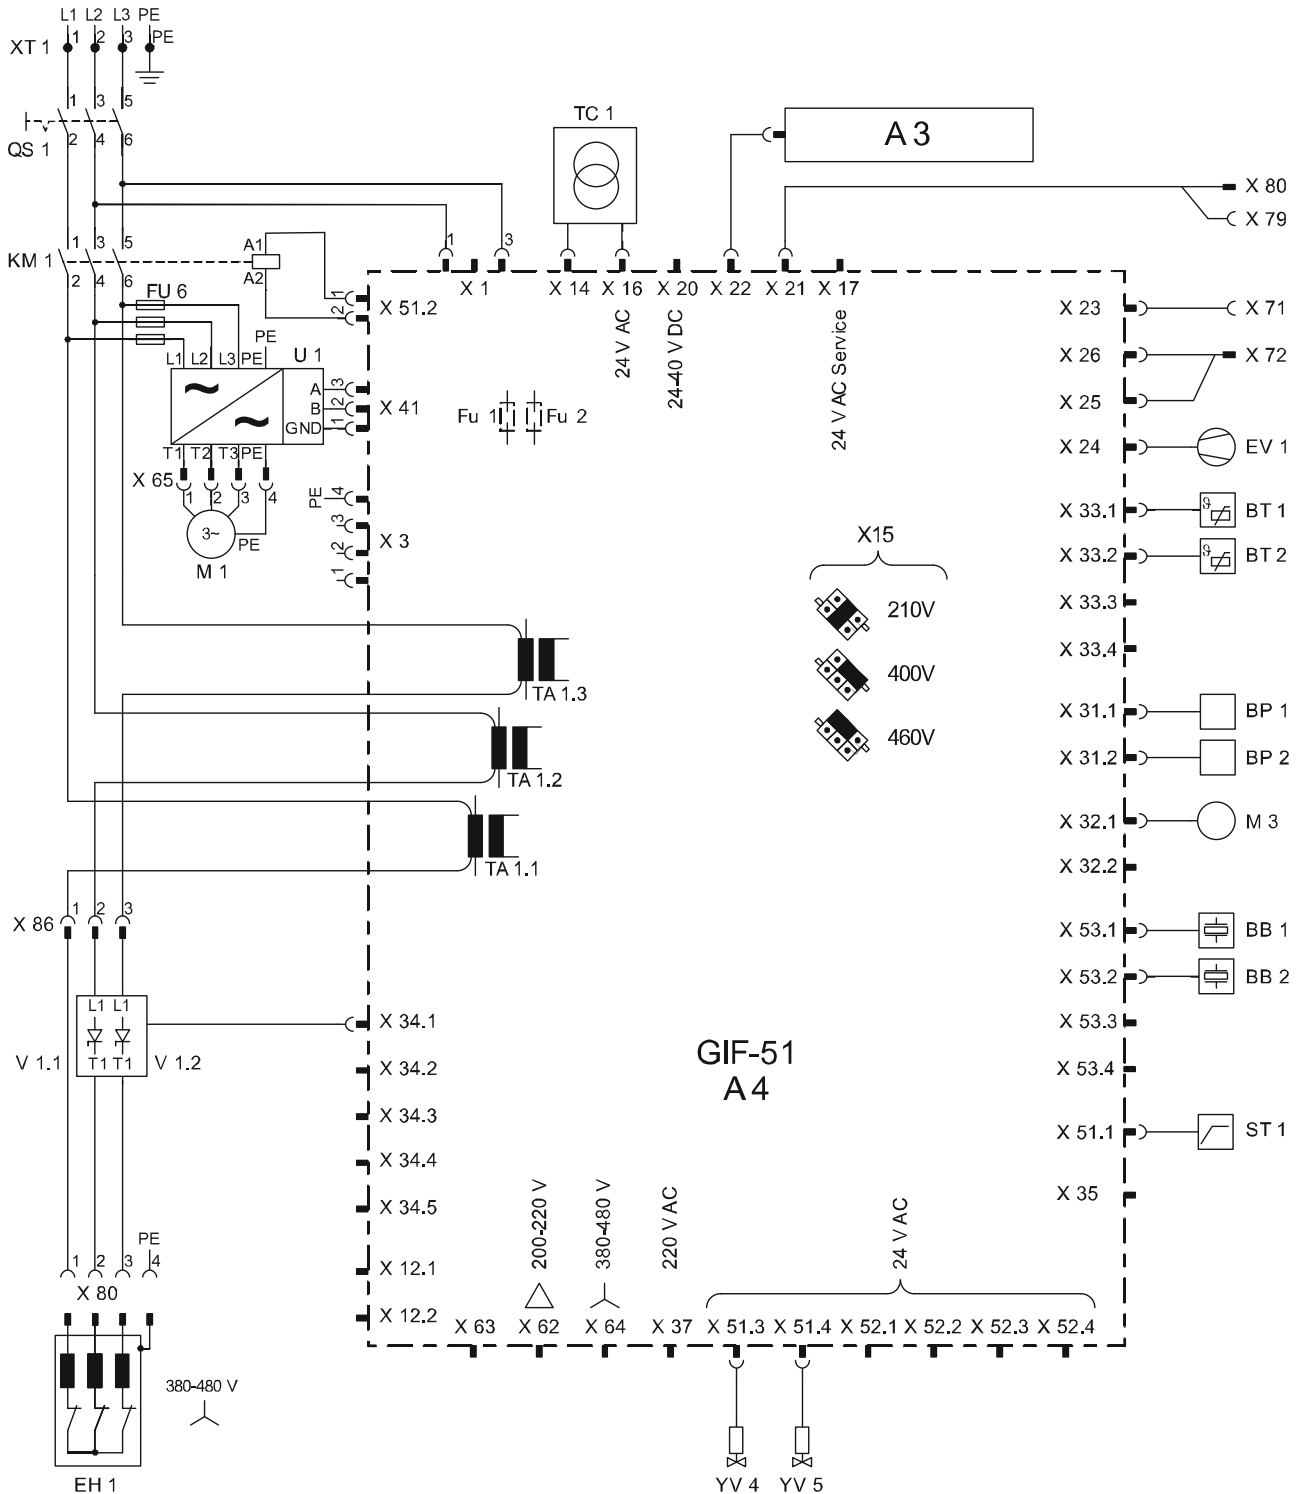 L1 L2 L3 PE
XT 1 1 2 3 PE
1 3 5
QS 1 2 4 6
TC 1
A 3
X 80
X 79
1 3
KM 1 1 3 5
2 4 6
A1
A2
FU 6
1
2
X 51.2
X 1 X 14 X 16 X 20 X 22 X 21 X 17
24 V AC
24-40 V DC
24 V AC Service
X 23 X 71
X 26 X 72
X 25
X 24 EV 1
PE
L1 L2 L3 PE U 1
~
~
A 3
B 2
GND 1
X 41
Fu 1 Fu 2
T1 T2 T3 PE
X 65
1 2 3 4
3~
PE
M 1
PE 4
3
2
1
X 3
X15
210V
400V
460V
X 33.1 ϑ BT 1
X 33.2 ϑ BT 2
X 33.3
X 33.4
TA 1.3
TA 1.2
TA 1.1
X 31.1 BP 1
X 31.2 BP 2
X 32.1 M 3
X 32.2
X 86 1 2 3
X 53.1 BB 1
X 53.2 BB 2
X 53.3
X 53.4
L1 L1
V 1.1 T1 T1 V 1.2
X 34.1
X 34.2
X 34.3
X 34.4
X 34.5
X 12.1
X 12.2
GIF-51
A 4
X 51.1 ST 1
X 35
200-220 V
380-480 V
220 V AC
24 V AC
X 63 X 62 X 64 X 37 X 51.3 X 51.4 X 52.1 X 52.2 X 52.3 X 52.4
PE
1 2 3 4
X 80
380-480 V
EH 1
YV 4 YV 5